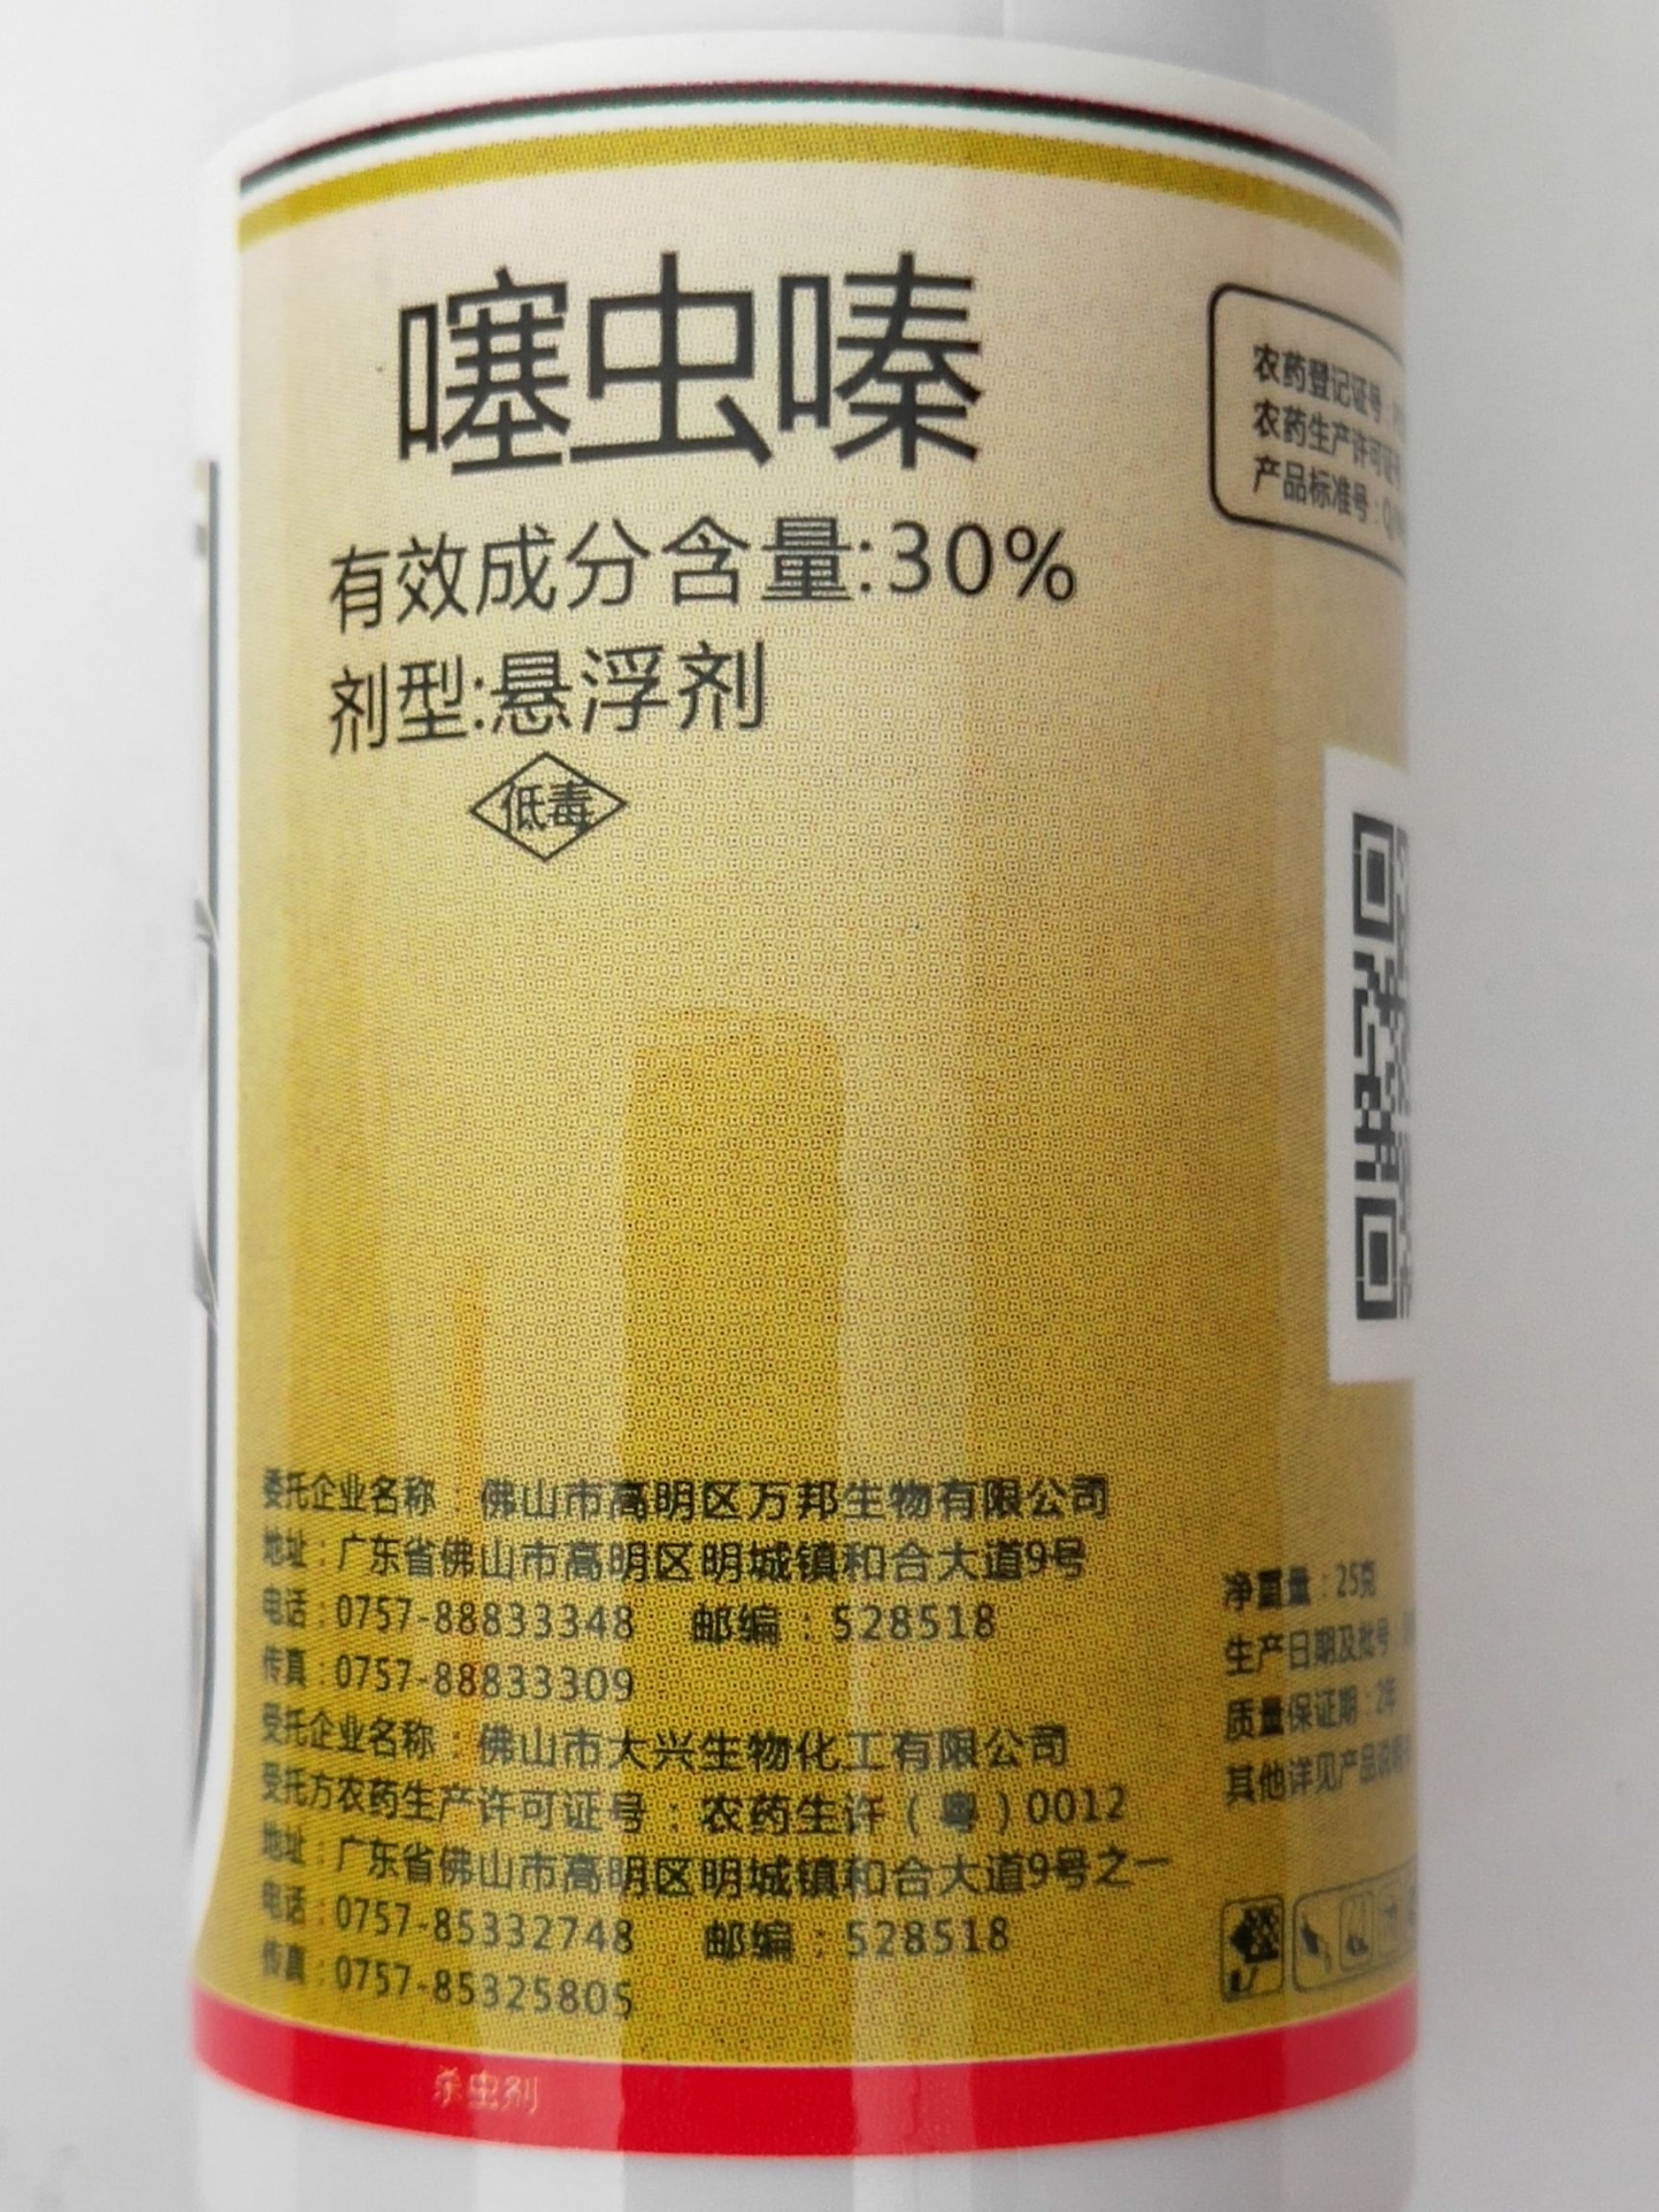 噻虫嗪
有效成分含量:30%
剂型:悬浮剂
低毒
农药登记证号:
农药生产许可证号
产品标准号:Q
委托企业名称:佛山市高明区万邦生物有限公司
地址:广东省佛山市高明区明城镇和合大道9号
电话:0757-88833348 邮编:528518
传真:0757-88833309
受托企业名称:佛山市大兴生物化工有限公司
受托方农药生产许可证号:农药生许(粤)0012
地址:广东省佛山市高明区明城镇和合大道9号之一
电话:0757-85332748 邮编:528518
传真:0757-85325805
净重量:25克
生产日期及批号:
质量保证期:2年
其他详见产品说明
杀虫剂